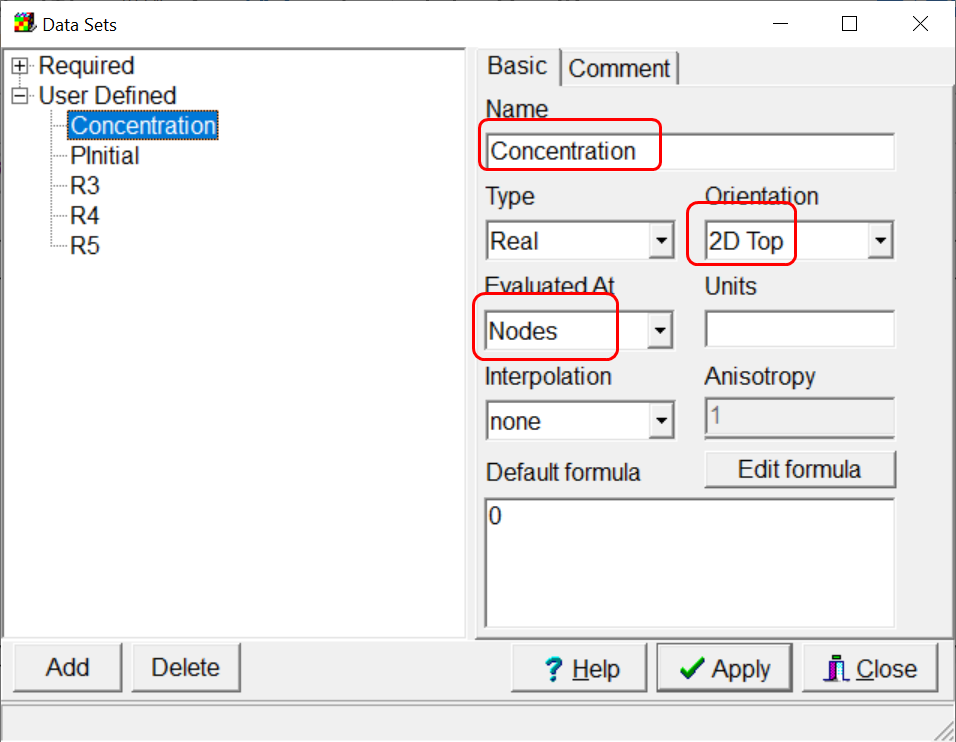 Data Sets
Required
User Defined
Concentration
PInitial
R3
R4
R5
Basic
Comment
Name
Concentration
Type
Orientation
Real
2D Top
Evaluated At
Units
Nodes
Interpolation
Anisotropy
none
1
Default formula
Edit formula
0
Add
Delete
? Help
Apply
Close